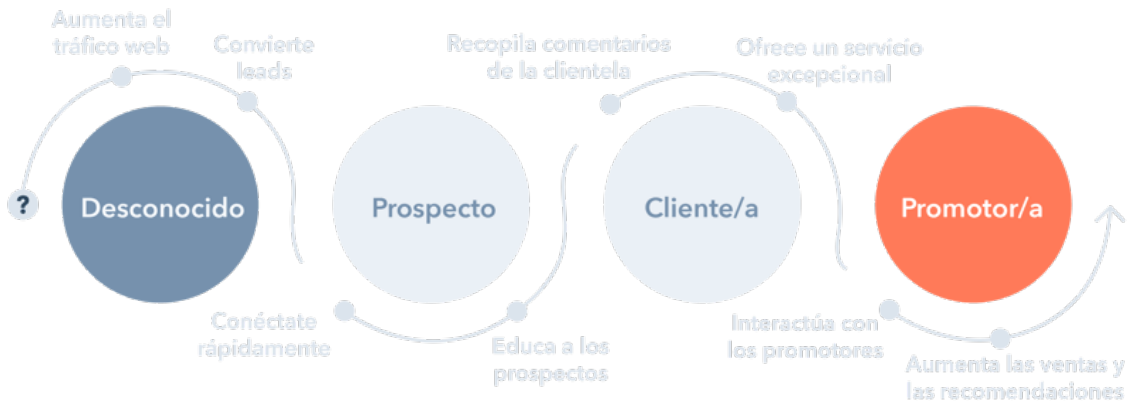 Aumenta el
tráfico web
Convierte
leads
?
Desconocido
Conéctate
rápidamente
Prospecto
Educa a los
prospectos
Recopila comentarios
de la clientela
Cliente/a
Ofrece un servicio
excepcional
Interactúa con
los promotores
Promotor/a
Aumenta las ventas y
las recomendaciones